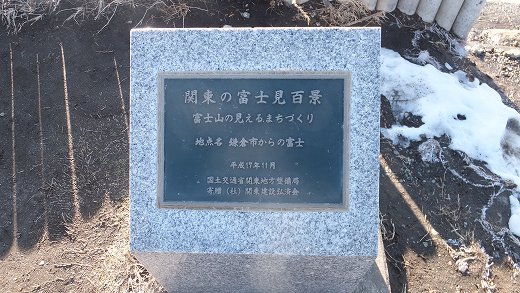 関東の富士見百景
富士山の見えるまちづくり
地点名 鎌倉市からの富士
平成17年11月
国土交通省関東地方整備局
寄贈（社）関東建設弘済会